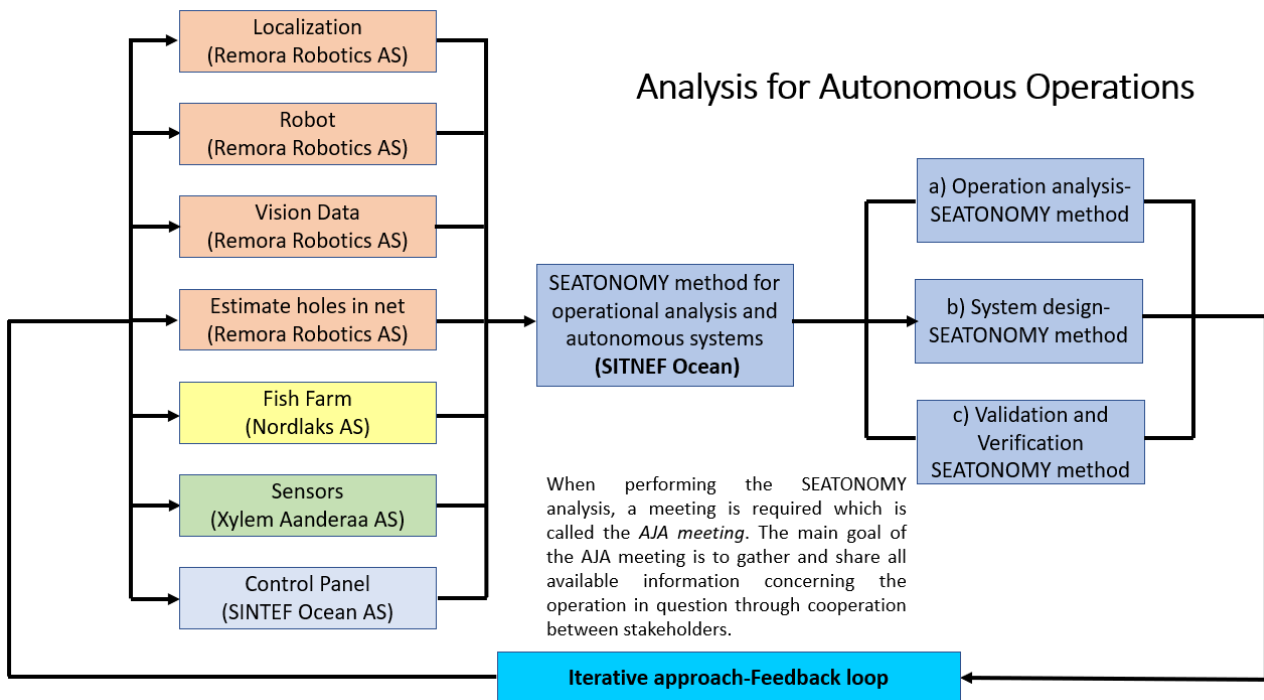 Analysis for Autonomous Operations
Localization
(Remora Robotics AS)
Robot
(Remora Robotics AS)
Vision Data
(Remora Robotics AS)
Estimate holes in net
(Remora Robotics AS)
Fish Farm
(Nordlaks AS)
Sensors
(Xylem Aanderaa AS)
Control Panel
(SINTEF Ocean AS)
SEATONOMY method for
operational analysis and
autonomous systems
(SITNEF Ocean)
a) Operation analysis-
SEATONOMY method
b) System design-
SEATONOMY method
c) Validation and
Verification
SEATONOMY method
When performing the SEATONOMY
analysis, a meeting is required which is
called the AJA meeting. The main goal of
the AJA meeting is to gather and share all
available information concerning the
operation in question through cooperation
between stakeholders.
Iterative approach-Feedback loop